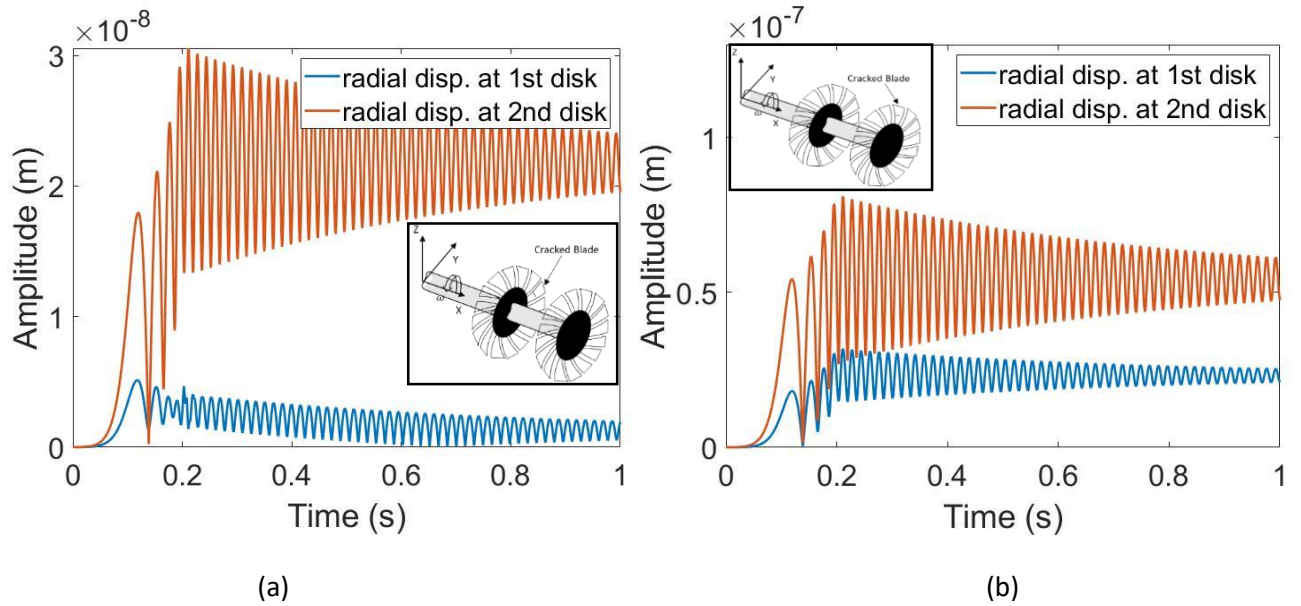 ×10⁻⁸
3
2
1
0
0 0.2 0.4 0.6 0.8 1
Amplitude (m)
Time (s)
radial disp. at 1st disk
radial disp. at 2nd disk
Z
Y
X
ω
Cracked Blade
(a)
×10⁻⁷
1
0.5
0
0 0.2 0.4 0.6 0.8 1
Amplitude (m)
Time (s)
radial disp. at 1st disk
radial disp. at 2nd disk
Z
Y
X
ω
Cracked Blade
(b)